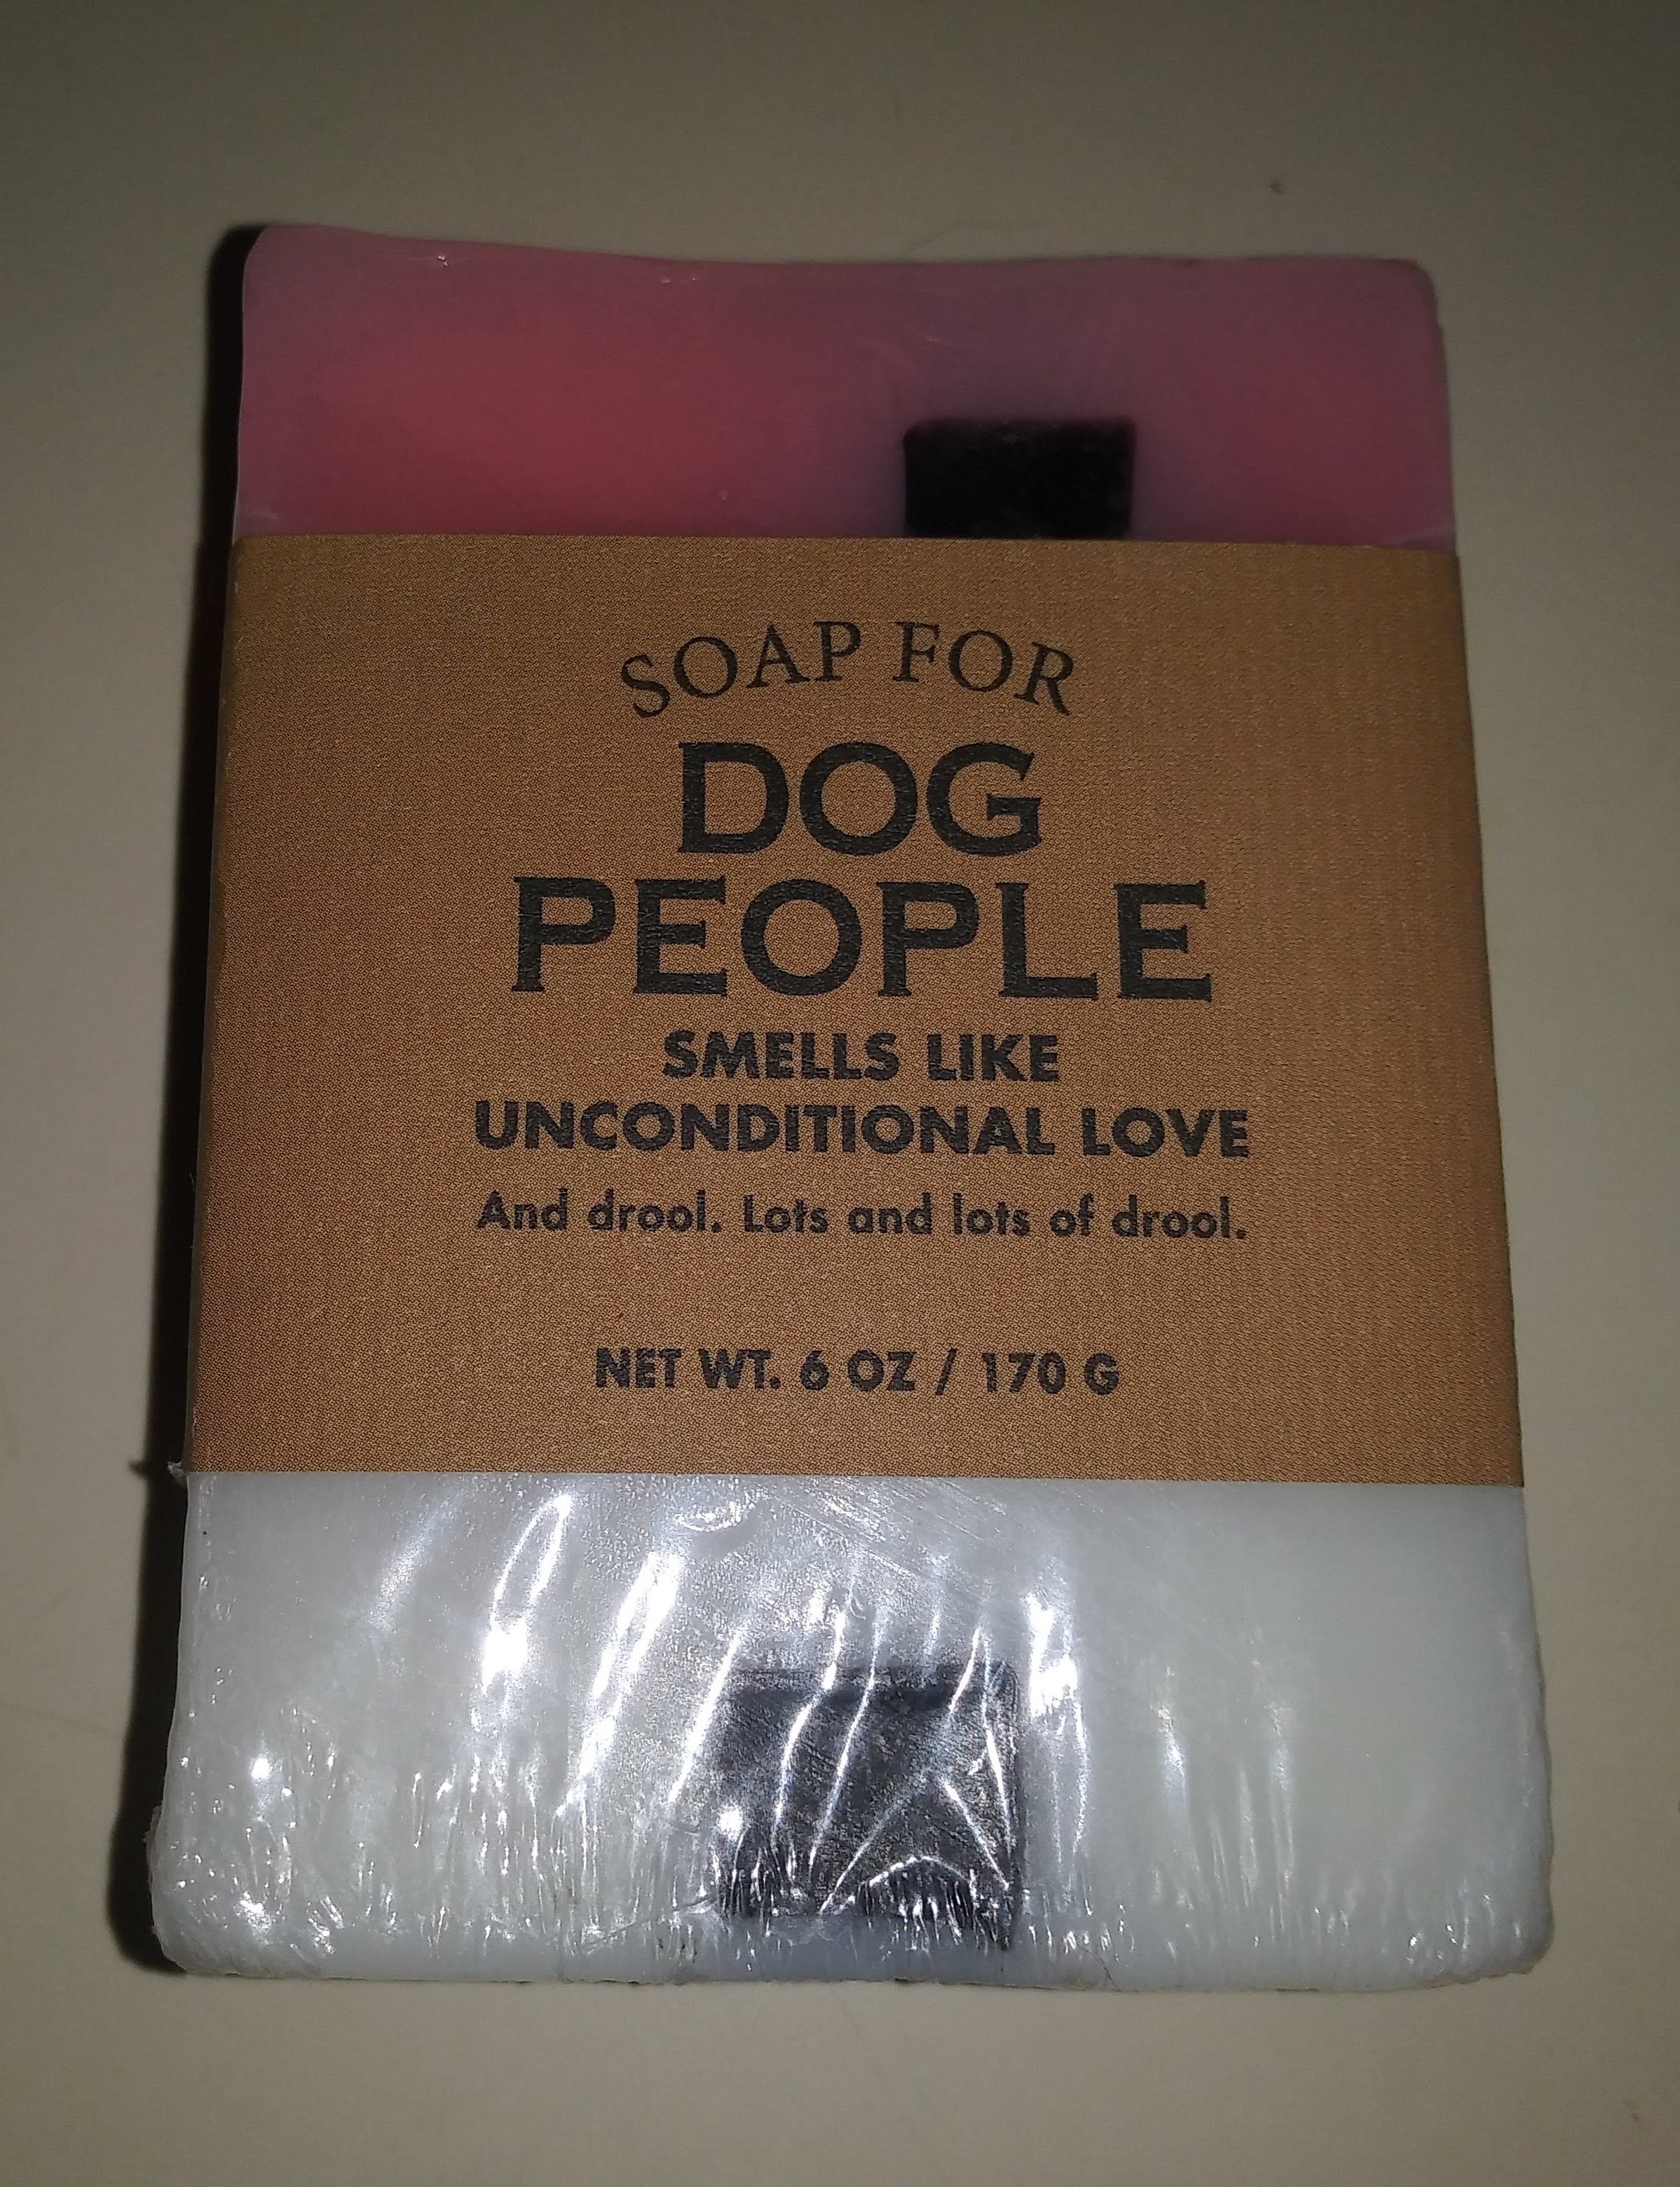 SOAP FOR
DOG
PEOPLE
SMELLS LIKE
UNCONDITIONAL LOVE
And drool. Lots and lots of drool.
NET WT. 6 OZ / 170 G